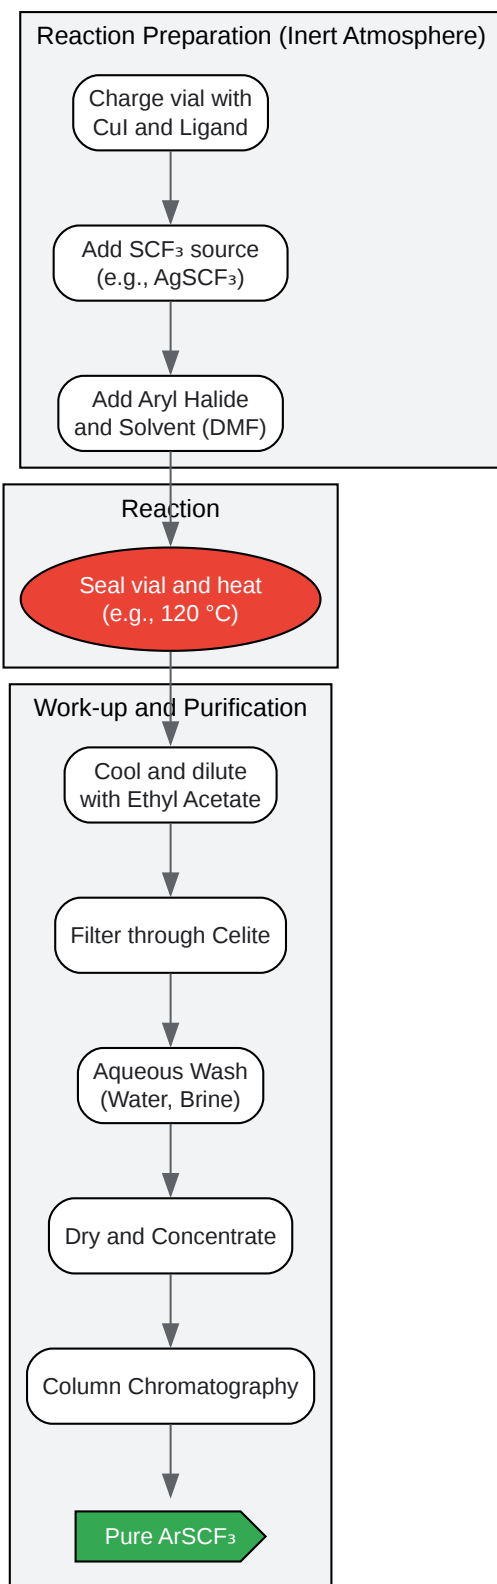 Reaction Preparation (Inert Atmosphere)
Charge vial with
CuI and Ligand
Add SCF₃ source
(e.g., AgSCF₃)
Add Aryl Halide
and Solvent (DMF)
Reaction
Seal vial and heat
(e.g., 120 °C)
Work-up and Purification
Cool and dilute
with Ethyl Acetate
Filter through Celite
Aqueous Wash
(Water, Brine)
Dry and Concentrate
Column Chromatography
Pure ArSCF₃